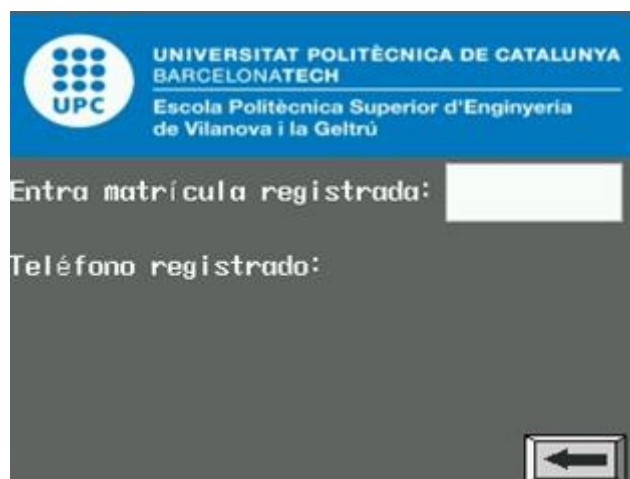 UPC
UNIVERSITAT POLITÈCNICA DE CATALUNYA
BARCELONATECH
Escola Politècnica Superior d'Enginyeria
de Vilanova i la Geltrú
Entra matrícula registrada:
Teléfono registrado: